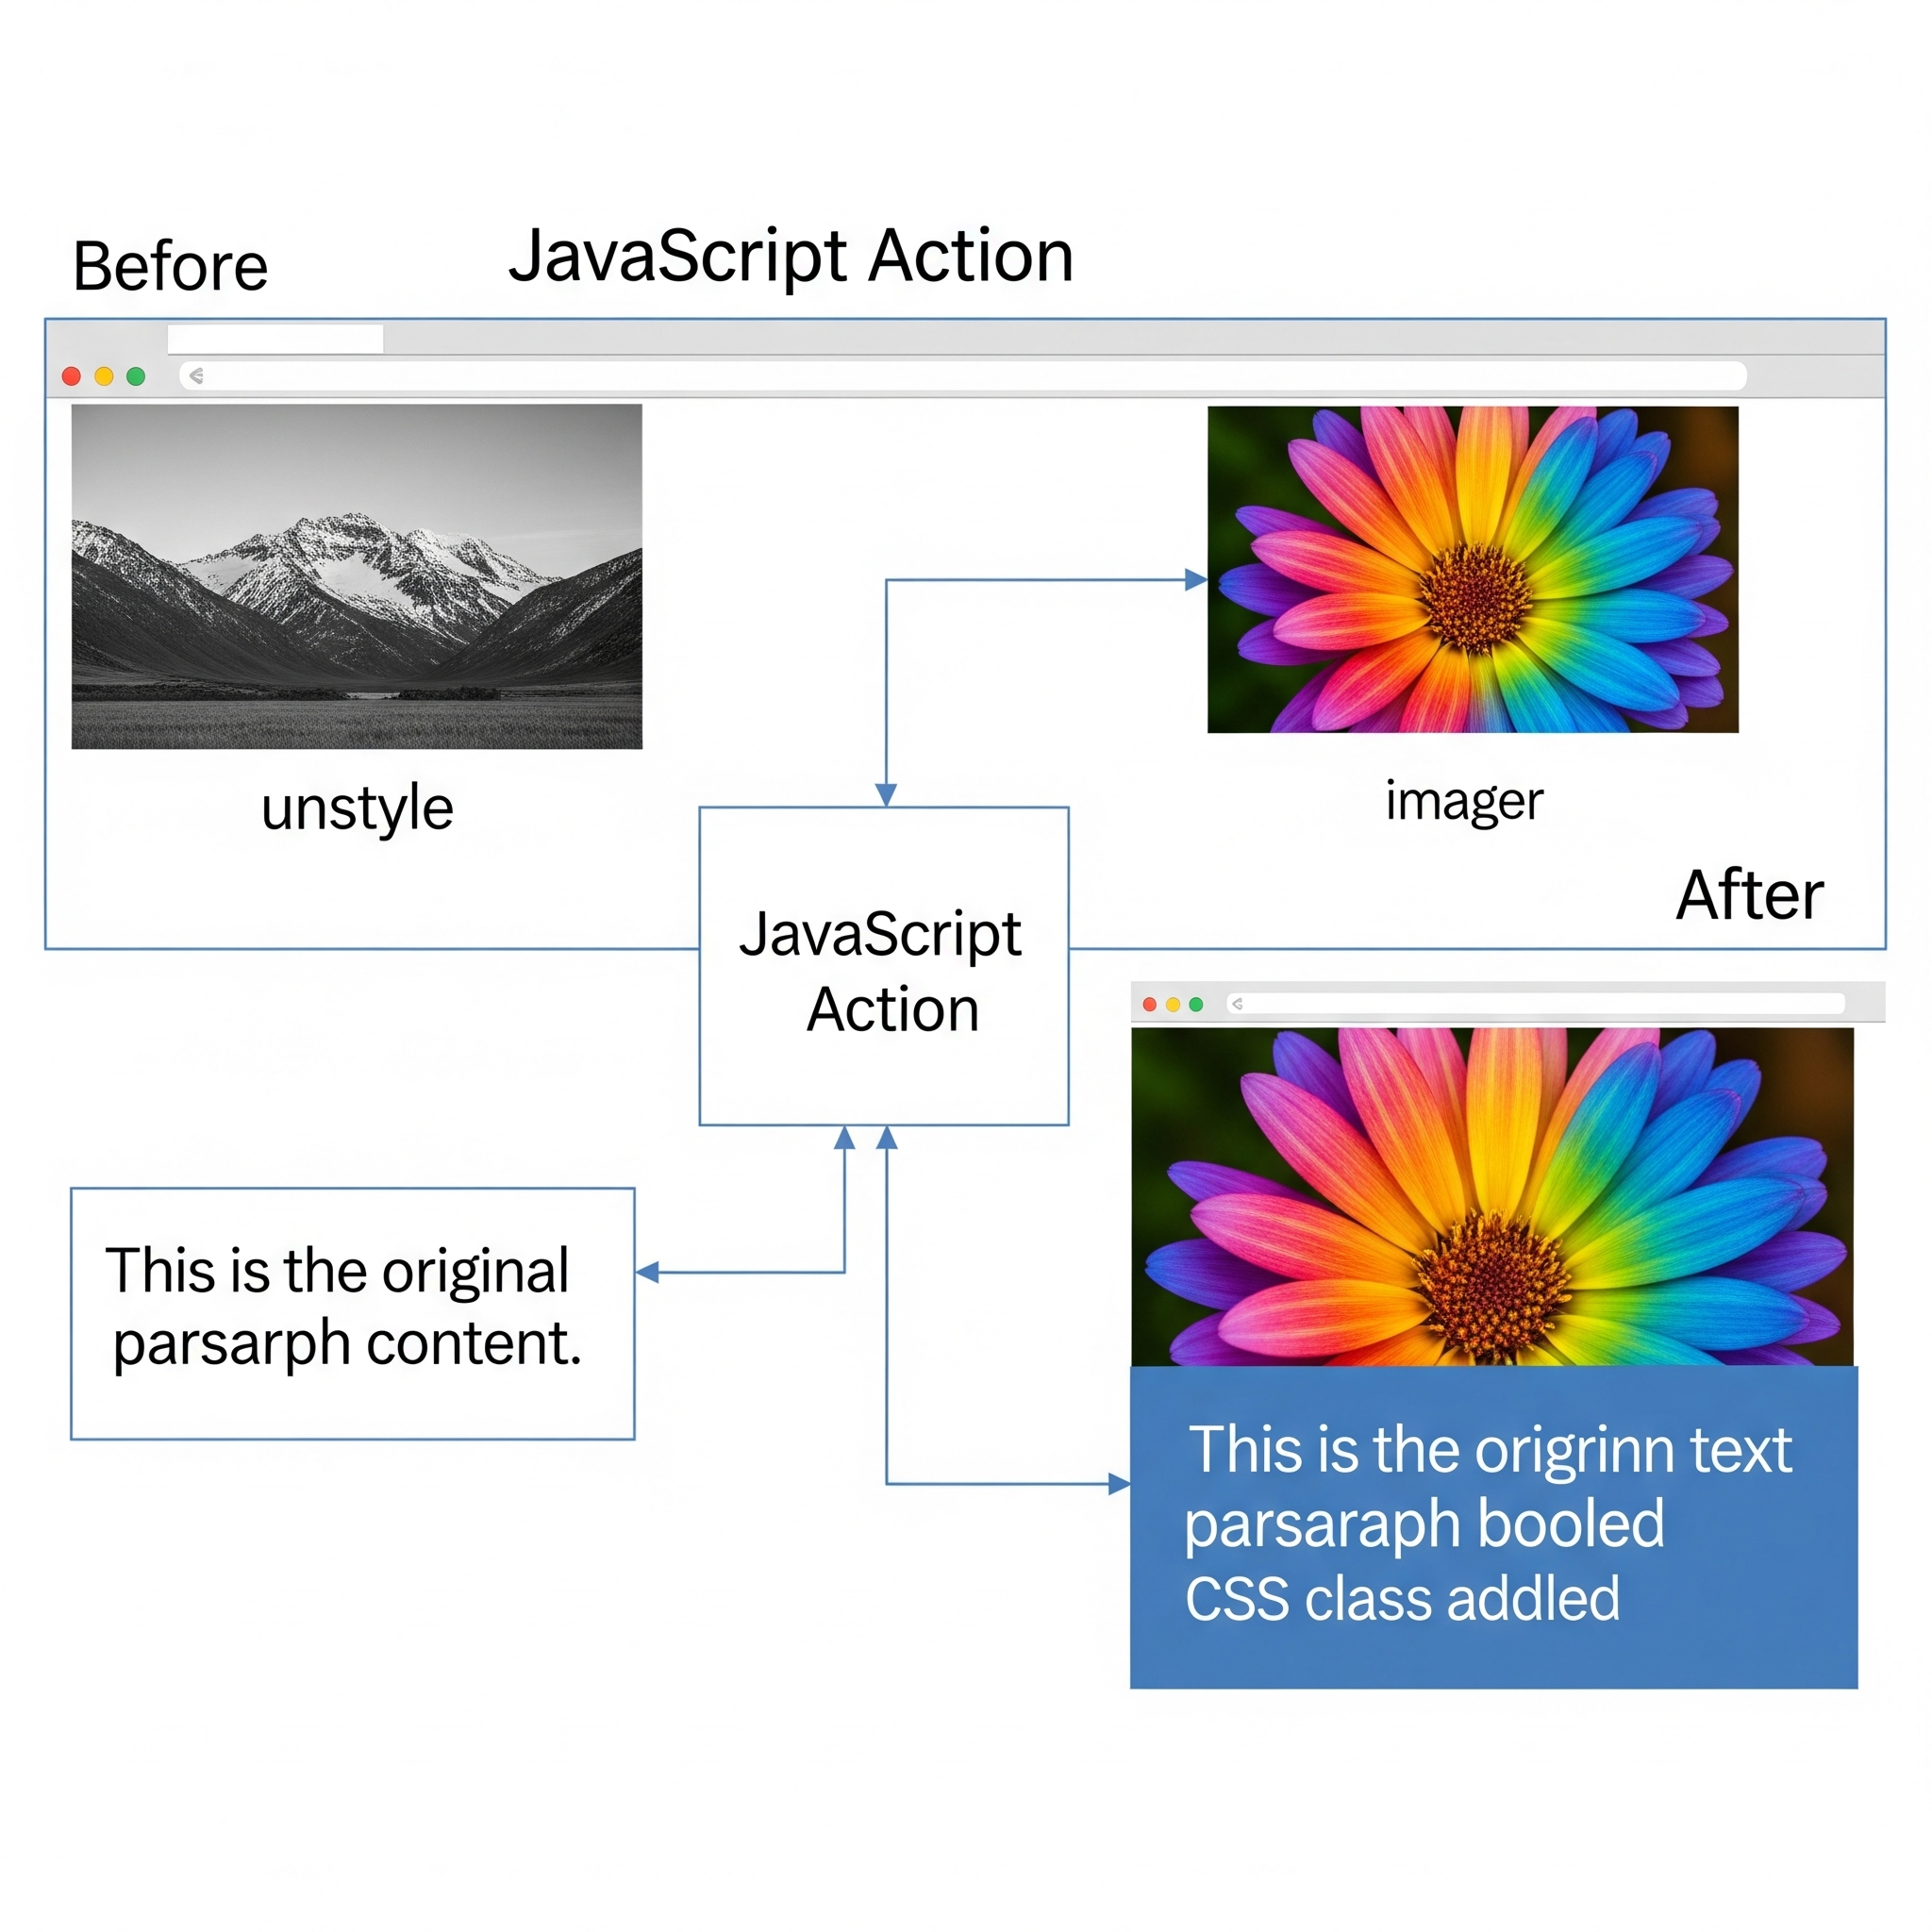 Before
JavaScript Action
unstyle
imager
After
JavaScript
Action
This is the original
parsarph content.
This is the origrinn text
parsaraph booled
CSS class addled